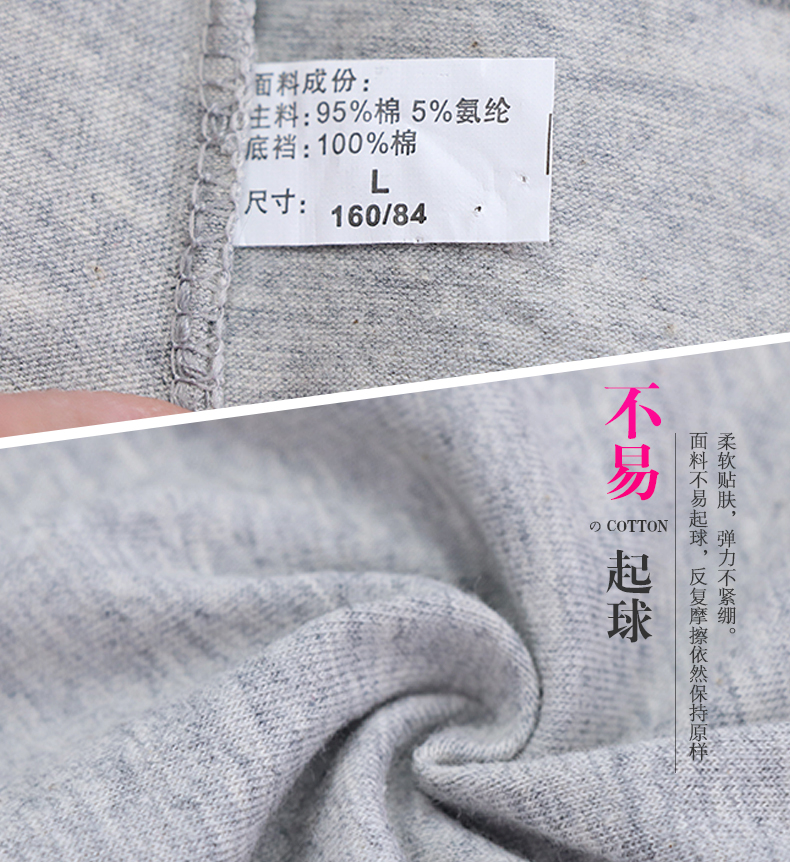 面料成份：
主料：95%棉 5%氨纶
底裆：100%棉
L
尺寸：160/84
不易
の COTTON
起球
柔软贴肤，弹力不紧绷。
面料不易起球，反复摩擦依然保持原样